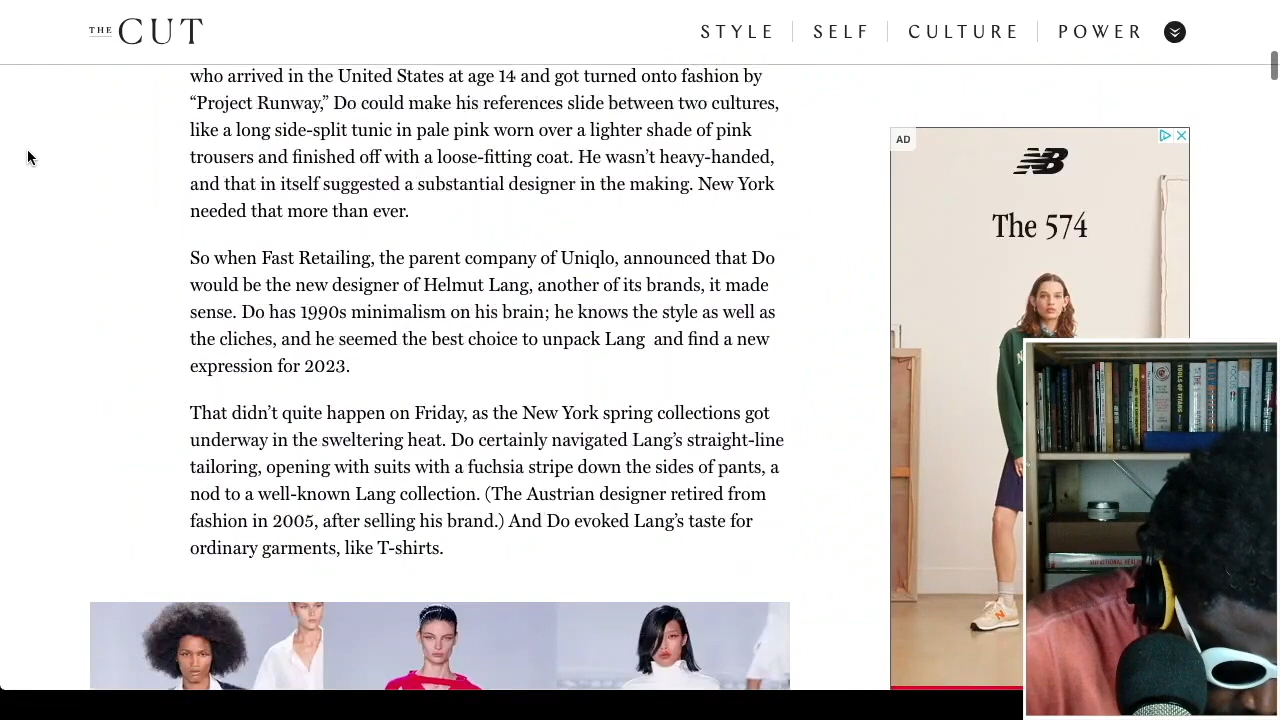 THE CUT
STYLE
SELF
CULTURE
POWER
who arrived in the United States at age 14 and got turned onto fashion by
“Project Runway,” Do could make his references slide between two cultures,
like a long side-split tunic in pale pink worn over a lighter shade of pink
trousers and finished off with a loose-fitting coat. He wasn’t heavy-handed,
and that in itself suggested a substantial designer in the making. New York
needed that more than ever.
So when Fast Retailing, the parent company of Uniqlo, announced that Do
would be the new designer of Helmut Lang, another of its brands, it made
sense. Do has 1990s minimalism on his brain; he knows the style as well as
the cliches, and he seemed the best choice to unpack Lang  and find a new
expression for 2023.
That didn’t quite happen on Friday, as the New York spring collections got
underway in the sweltering heat. Do certainly navigated Lang’s straight-line
tailoring, opening with suits with a fuchsia stripe down the sides of pants, a
nod to a well-known Lang collection. (The Austrian designer retired from
fashion in 2005, after selling his brand.) And Do evoked Lang’s taste for
ordinary garments, like T-shirts.
AD
NB
The 574
N
TOOLS OF TITANS